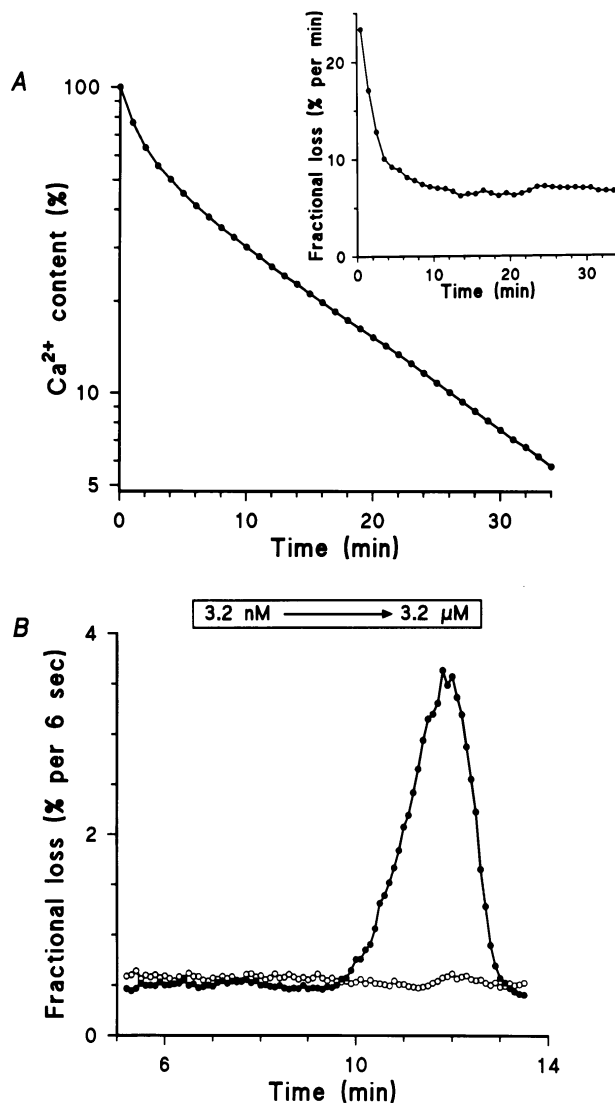 A
100
10
5
Ca²⁺ content (%)
0 10 20 30
Time (min)
20
10
0
Fractional loss (% per min)
0 10 20 30
Time (min)
B
3.2 nM → 3.2 µM
4
2
0
Fractional loss (% per 6 sec)
6 10 14
Time (min)